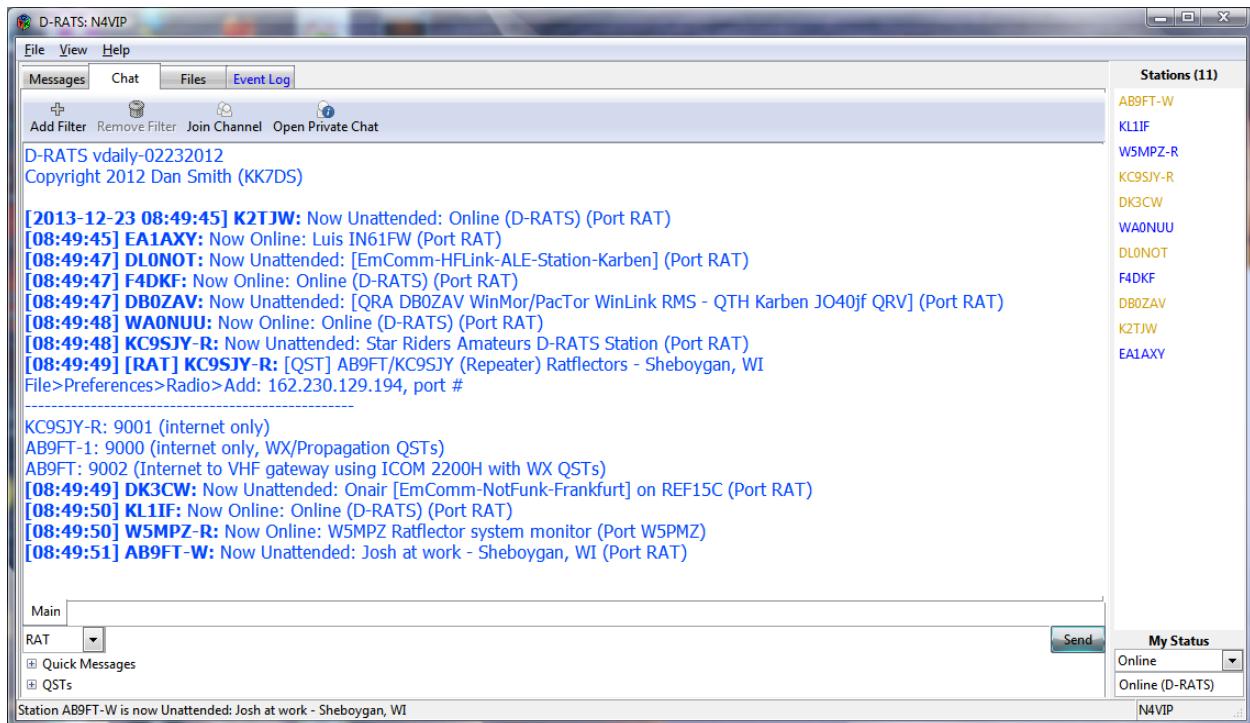 D-RATS: N4VIP
File View Help
Messages Chat Files Event Log
Add Filter Remove Filter Join Channel Open Private Chat
D-RATS vdaily-02232012
Copyright 2012 Dan Smith (KK7DS)
[2013-12-23 08:49:45] K2TJW: Now Unattended: Online (D-RATS) (Port RAT)
[08:49:45] EA1AXY: Now Online: Luis IN61FW (Port RAT)
[08:49:47] DL0NOT: Now Unattended: [EmComm-HFLink-ALE-Station-Karben] (Port RAT)
[08:49:47] F4DKF: Now Online: Online (D-RATS) (Port RAT)
[08:49:47] DB0ZAV: Now Unattended: [QRA DB0ZAV WinMor/PacTor WinLink RMS - QTH Karben JO40jf QRV] (Port RAT)
[08:49:48] WA0NUU: Now Online: Online (D-RATS) (Port RAT)
[08:49:48] KC9SJY-R: Now Unattended: Star Riders Amateurs D-RATS Station (Port RAT)
[08:49:49] [RAT] KC9SJY-R: [QST] AB9FT/KC9SJY (Repeater) Ratflectors - Sheboygan, WI
File>Preferences>Radio>Add: 162.230.129.194, port #
--------------------------------------------------
KC9SJY-R: 9001 (internet only)
AB9FT-1: 9000 (internet only, WX/Propagation QSTs)
AB9FT: 9002 (Internet to VHF gateway using ICOM 2200H with WX QSTs)
[08:49:49] DK3CW: Now Unattended: Onair [EmComm-NotFunk-Frankfurt] on REF15C (Port RAT)
[08:49:50] KL1IF: Now Online: Online (D-RATS) (Port RAT)
[08:49:50] W5MPZ-R: Now Online: W5MPZ Ratflector system monitor (Port W5PMZ)
[08:49:51] AB9FT-W: Now Unattended: Josh at work - Sheboygan, WI (Port RAT)
Main
RAT
Send
Quick Messages
QSTs
Station AB9FT-W is now Unattended: Josh at work - Sheboygan, WI
Stations (11)
AB9FT-W
KL1IF
W5MPZ-R
KC9SJY-R
DK3CW
WA0NUU
DL0NOT
F4DKF
DB0ZAV
K2TJW
EA1AXY
My Status
Online
Online (D-RATS)
N4VIP